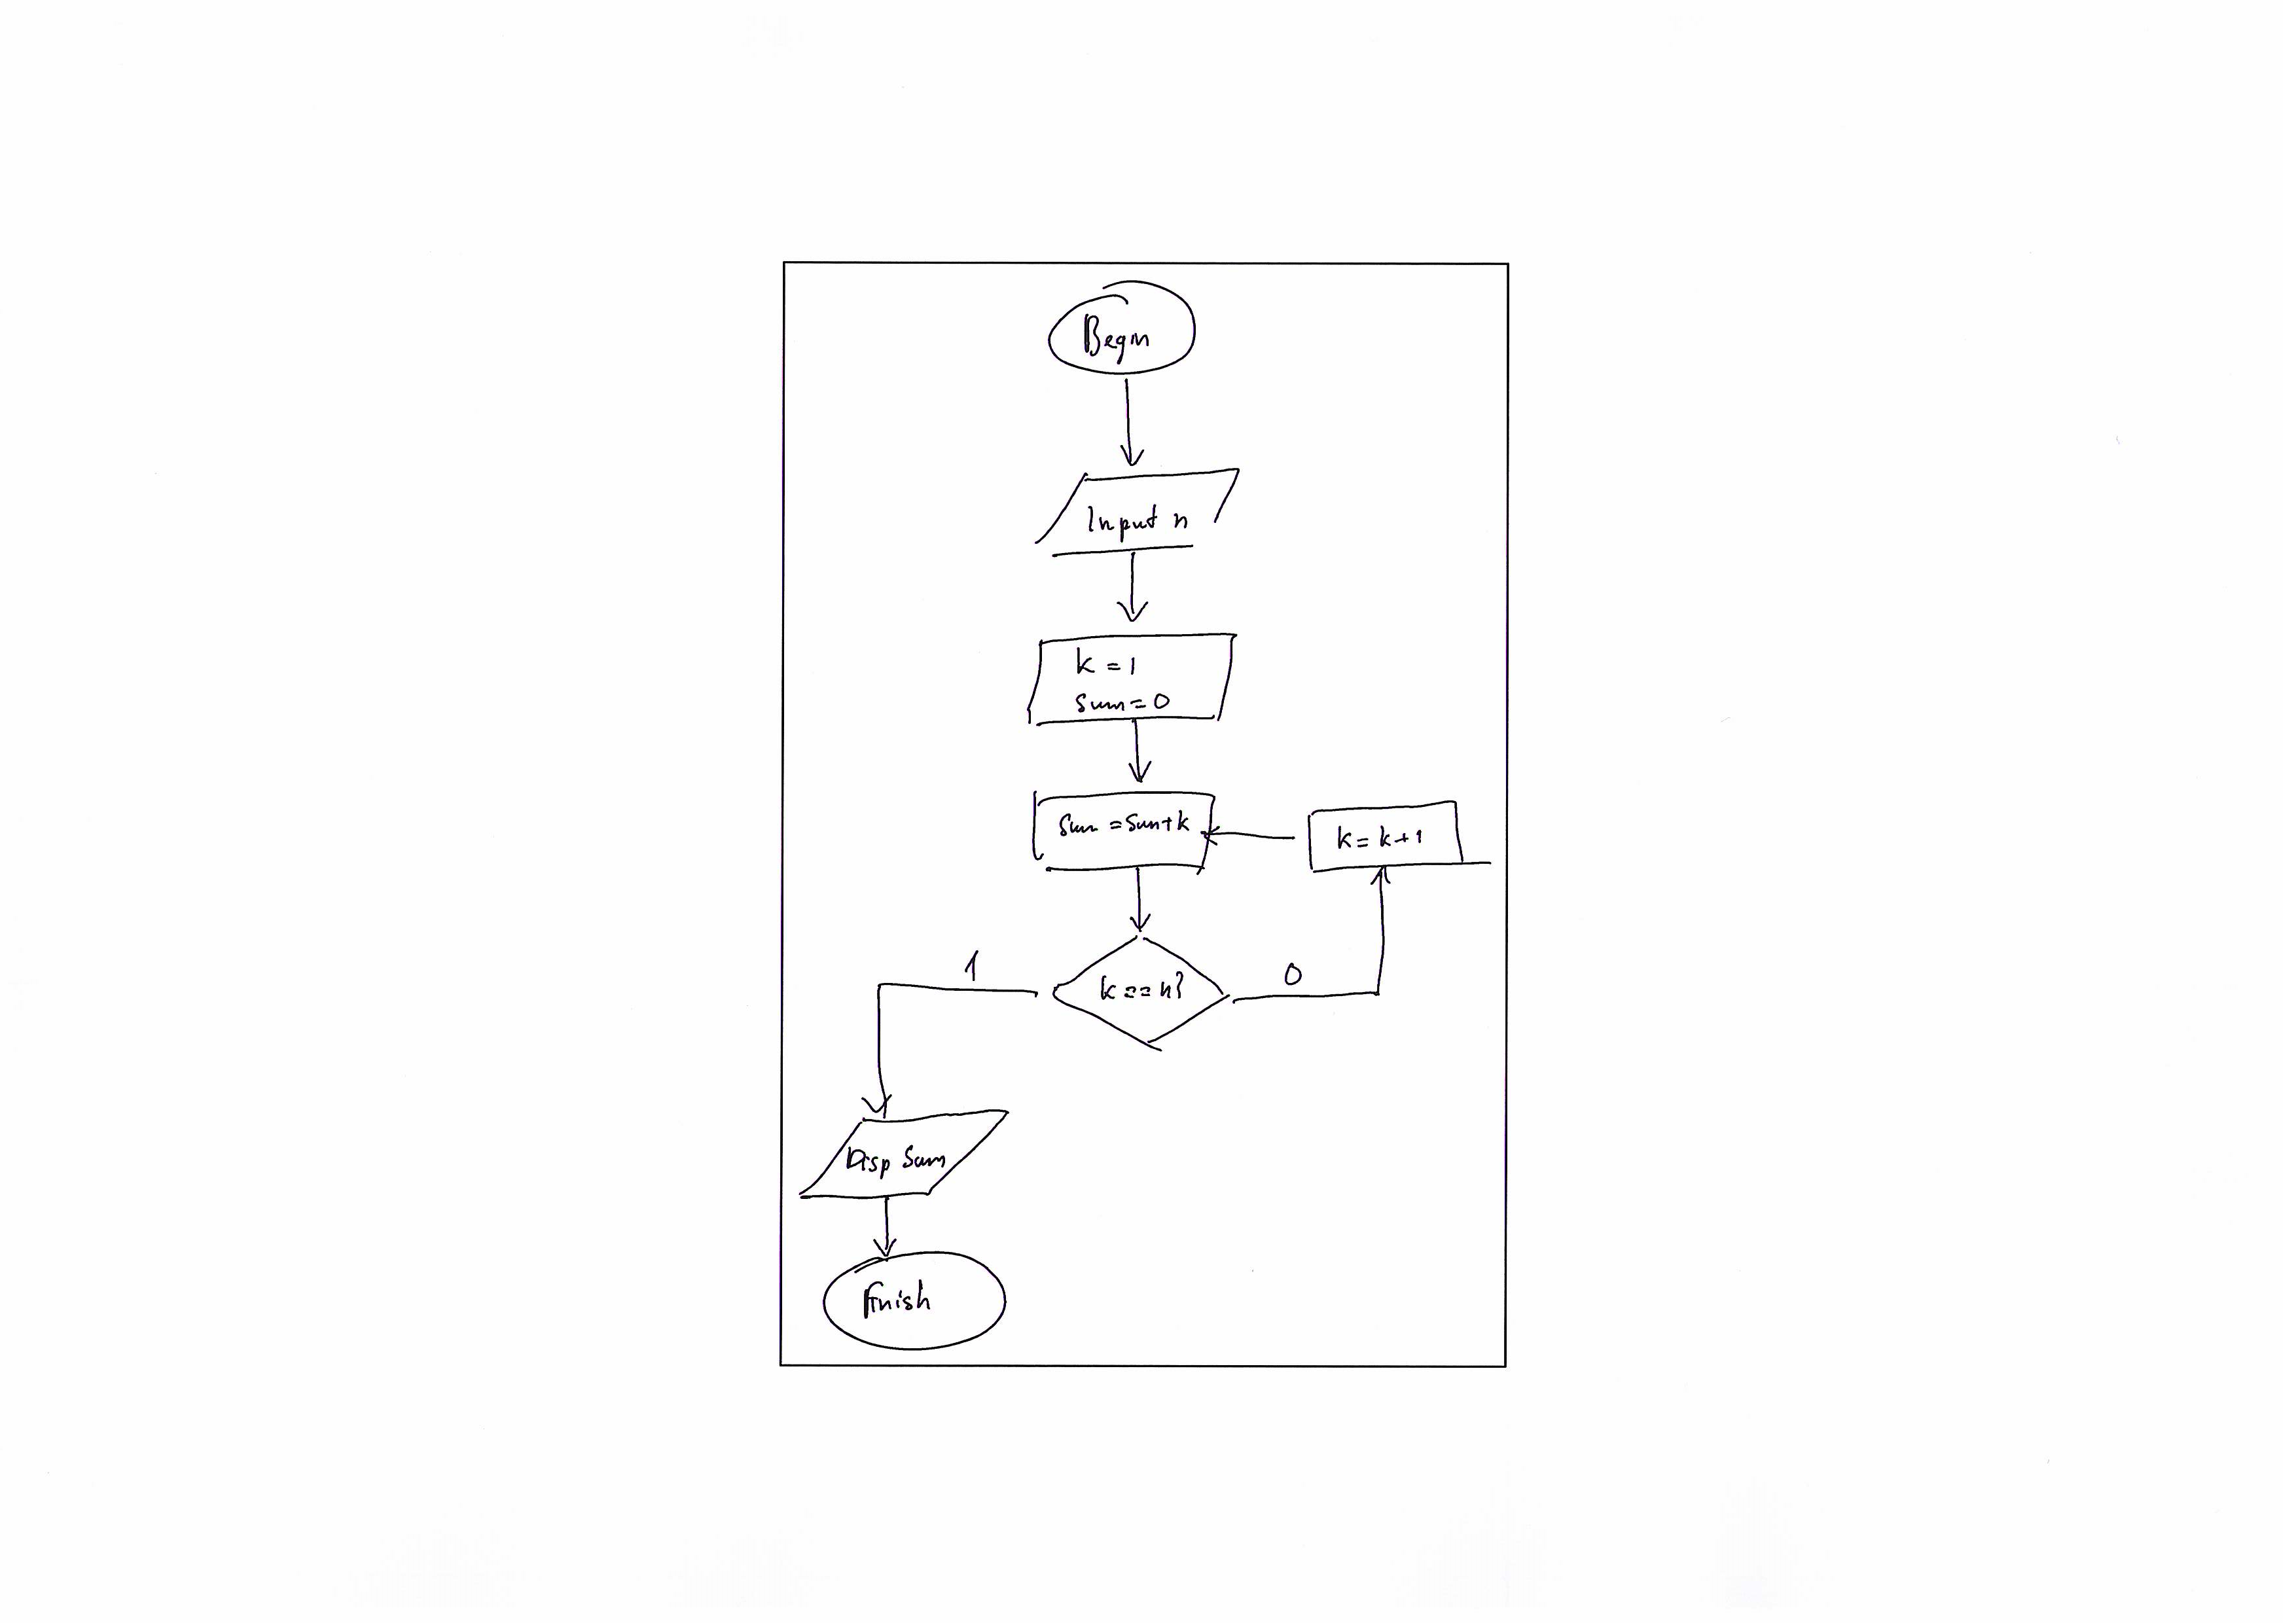 Begin
Input n
k = 1
Sum = 0
Sum = Sum + k
k = k + 1
k == n?
1
0
Disp Sum
Finish